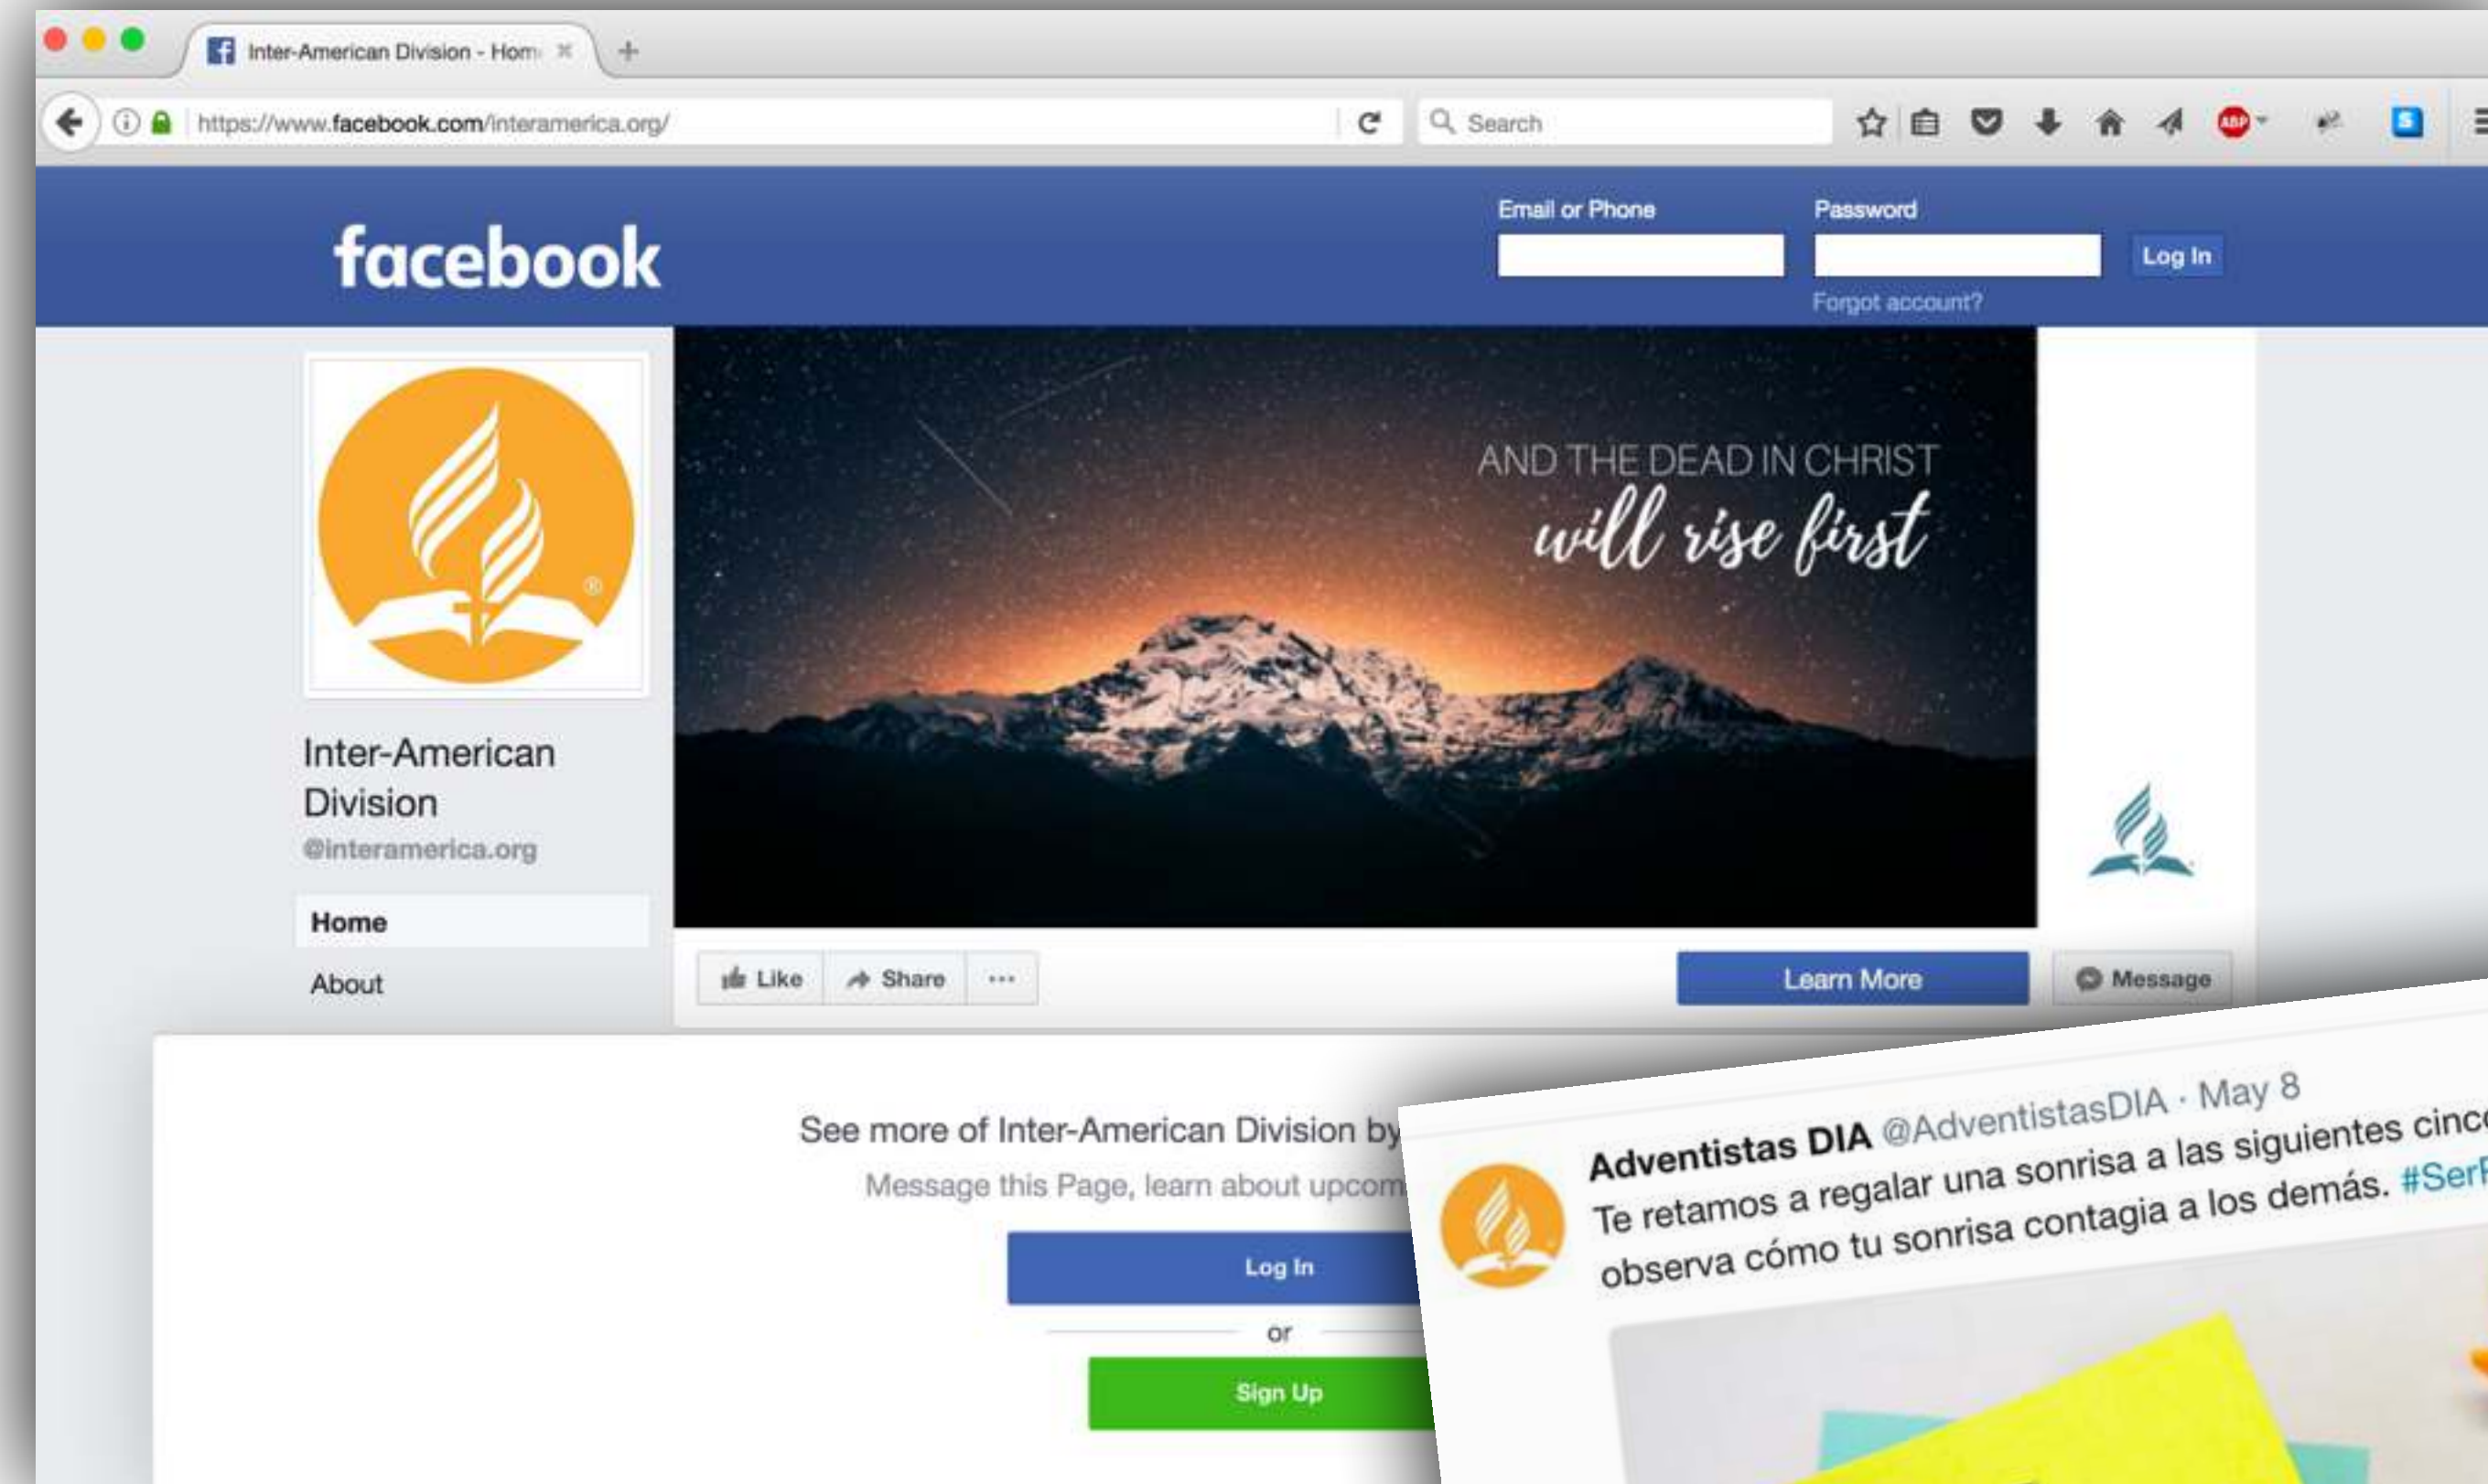 Inter-American Division - Hom
https://www.facebook.com/interamerica.org/
Search
ABP
S
facebook
Email or Phone
Password
Log In
Forgot account?
AND THE DEAD IN CHRIST
will rise first
®
Inter-American
Division
@interamerica.org
Home
About
Like
Share
Learn More
Message
See more of Inter-American Division by
Message this Page, learn about
Log In
or
Sign Up
Adventistas DIA @AdventistasDIA · May 8
Te retamos a regalar una sonrisa a las siguientes
observa cómo tu sonrisa contagia a los demás.